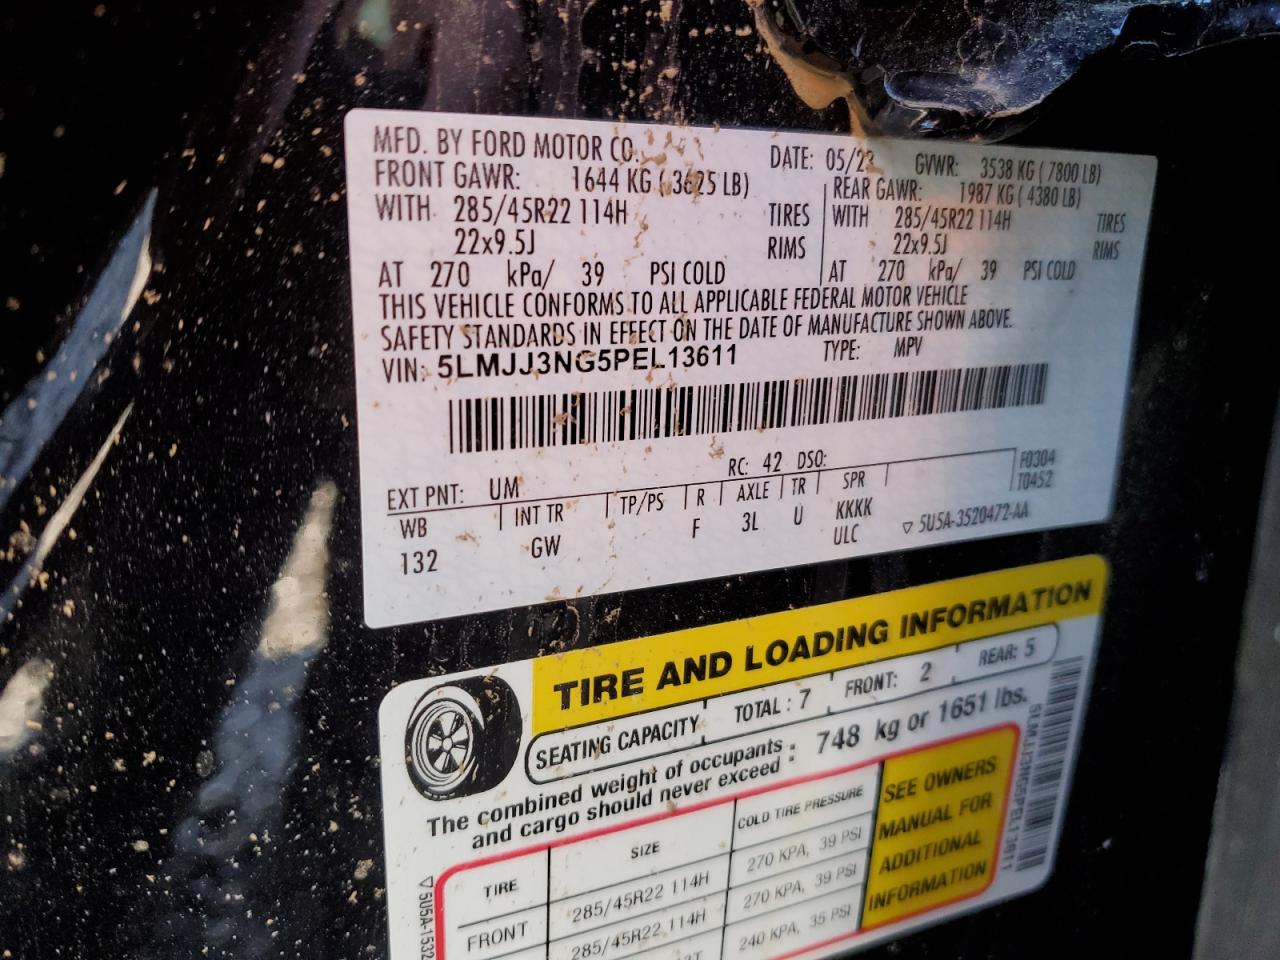 MFD. BY FORD MOTOR CO. DATE: 05/23 GVWR: 3538 KG ( 7800 LB)
FRONT GAWR: 1644 KG ( 3625 LB) REAR GAWR: 1987 KG ( 4380 LB)
WITH 285/45R22 114H TIRES WITH 285/45R22 114H TIRES
22x9.5J RIMS 22x9.5J RIMS
AT 270 kPa/ 39 PSI COLD AT 270 kPa/ 39 PSI COLD
THIS VEHICLE CONFORMS TO ALL APPLICABLE FEDERAL MOTOR VEHICLE
SAFETY STANDARDS IN EFFECT ON THE DATE OF MANUFACTURE SHOWN ABOVE.
VIN: 5LMJJ3NG5PEL13611 TYPE: MPV
RC: 42 DSO: F0304
EXT PNT: UM T0452
WB INT TR TP/PS R AXLE TR SPR
132 GW F 3L U KKKK
ULC ▽ 5U5A-3520472-AA
TIRE AND LOADING INFORMATION
SEATING CAPACITY TOTAL : 7 FRONT: 2 REAR: 5
The combined weight of occupants : 748 kg or 1651 lbs.
and cargo should never exceed :
TIRE SIZE COLD TIRE PRESSURE
FRONT 285/45R22 114H 270 KPA, 39 PSI
285/45R22 114H 270 KPA, 39 PSI
240 KPA, 35 PSI
SEE OWNERS
MANUAL FOR
ADDITIONAL
INFORMATION
5LMJJ3NG5PEL13611
▽ 5U5A-1532